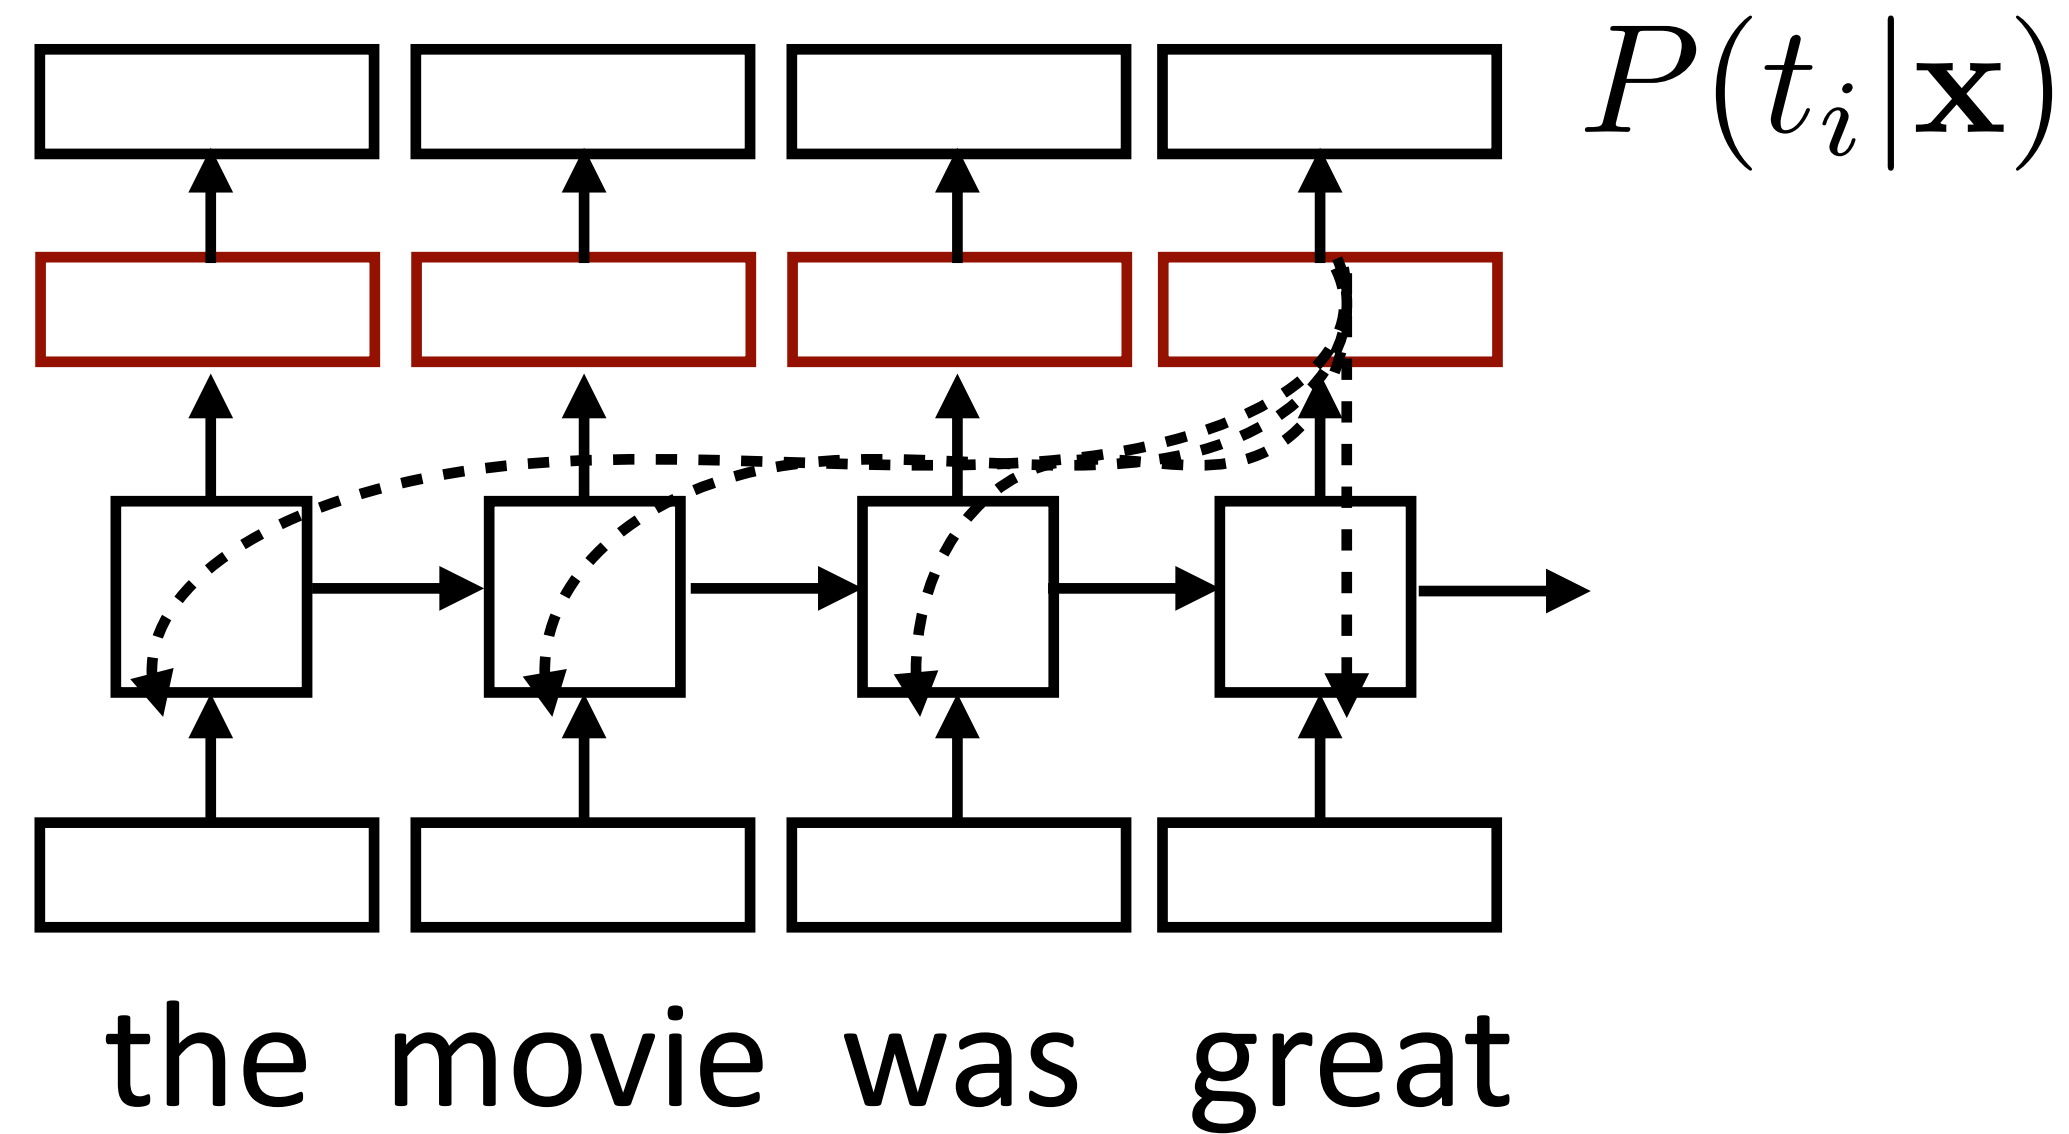 P(t_i|𝐱)
the movie was great